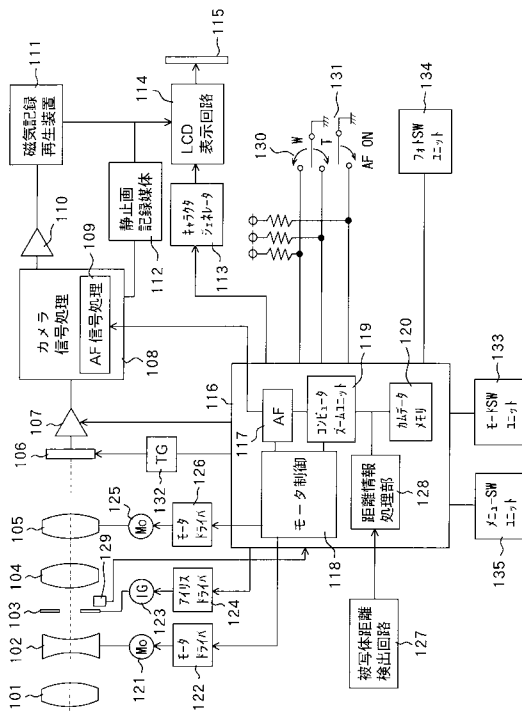 101
102
103
104
129
105
106
107
カメラ
信号処理
109
AF 信号処理
108
110
磁気記録
再生装置
111
静止画
記録媒体
112
114
LCD
表示回路
115
キャラクタ
ジェネレータ
113
130
W
T
131
AF ON
フォトSW
ユニット
134
Mo
121
モータ
ドライバ
122
IG
123
アイリス
ドライバ
124
Mo
125
モータ
ドライバ
126
TG
132
116
117
AF
コンピュータ
ズームユニット
119
モータ制御
118
120
カムデータ
メモリ
距離情報
処理部
128
被写体距離
検出回路
127
モードSW
ユニット
133
メニューSW
ユニット
135